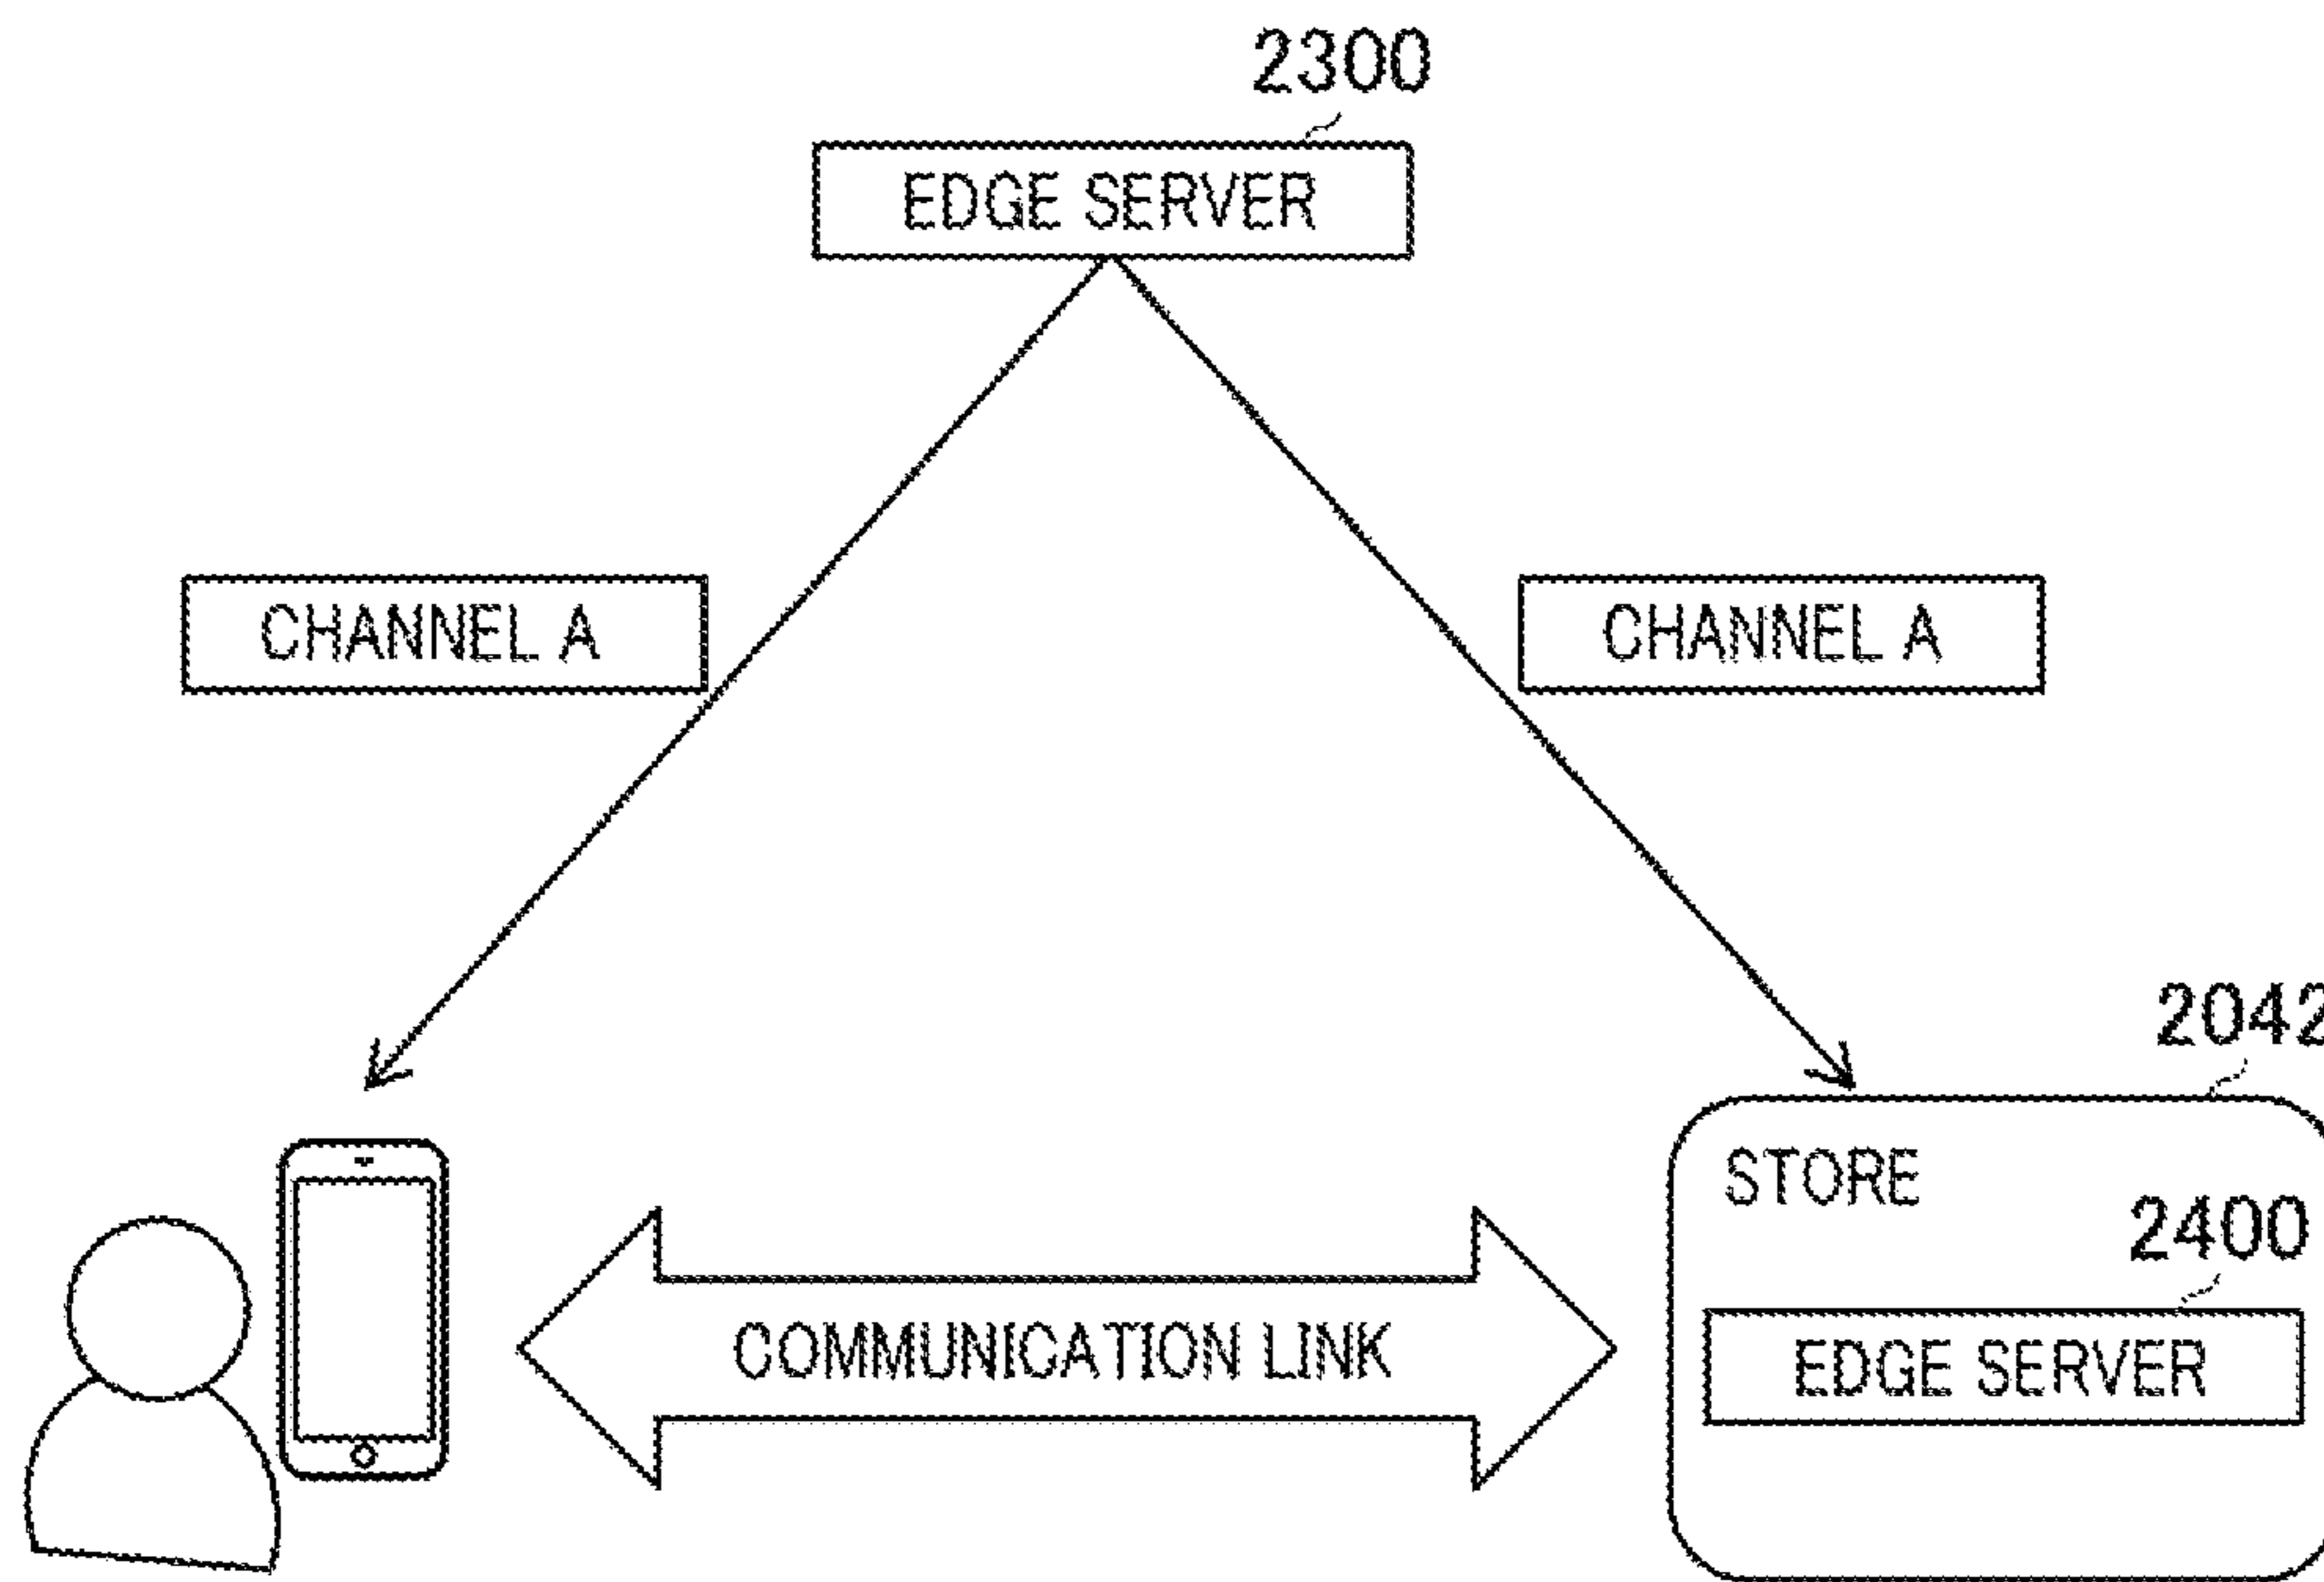 2300
EDGE SERVER
CHANNEL A
CHANNEL A
2042
STORE
2400
EDGE SERVER
COMMUNICATION LINK